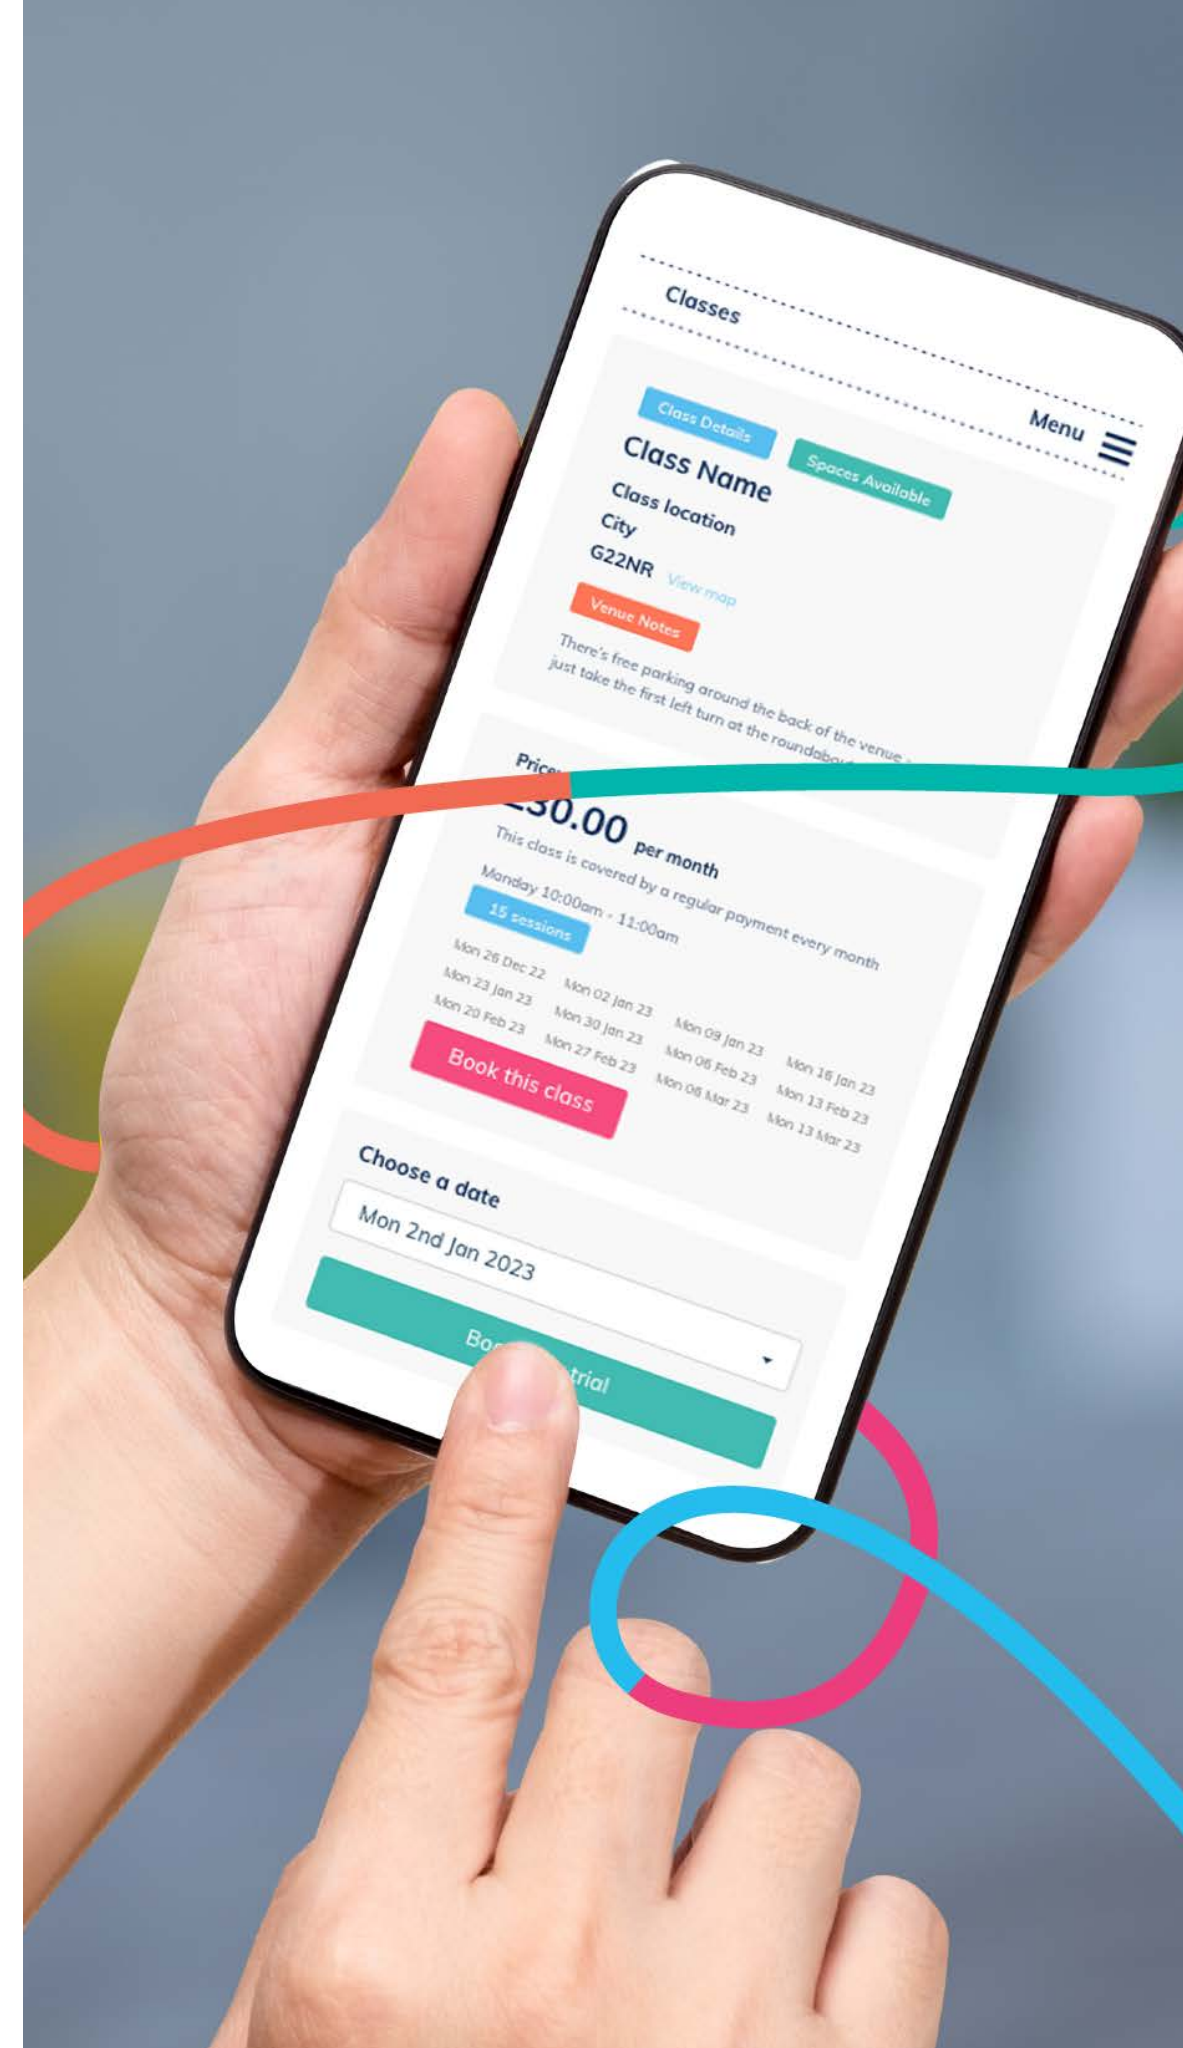 Classes
Menu
Class Details
Spaces Available
Class Name
Class location
City
G22NR View map
Venue Notes
There's free parking around the back of the venue
just take the first left turn at the roundabout
Price
30.00 per month
This class is covered by a regular payment every month
Monday 10:00am - 11:00am
15 sessions
Mon 26 Dec 22 Mon 02 Jan 23 Mon 09 Jan 23 Mon 16 Jan 23
Mon 23 Jan 23 Mon 30 Jan 23 Mon 06 Feb 23 Mon 13 Feb 23
Mon 20 Feb 23 Mon 27 Feb 23 Mon 06 Mar 23 Mon 13 Mar 23
Book this class
Choose a date
Mon 2nd Jan 2023
trial